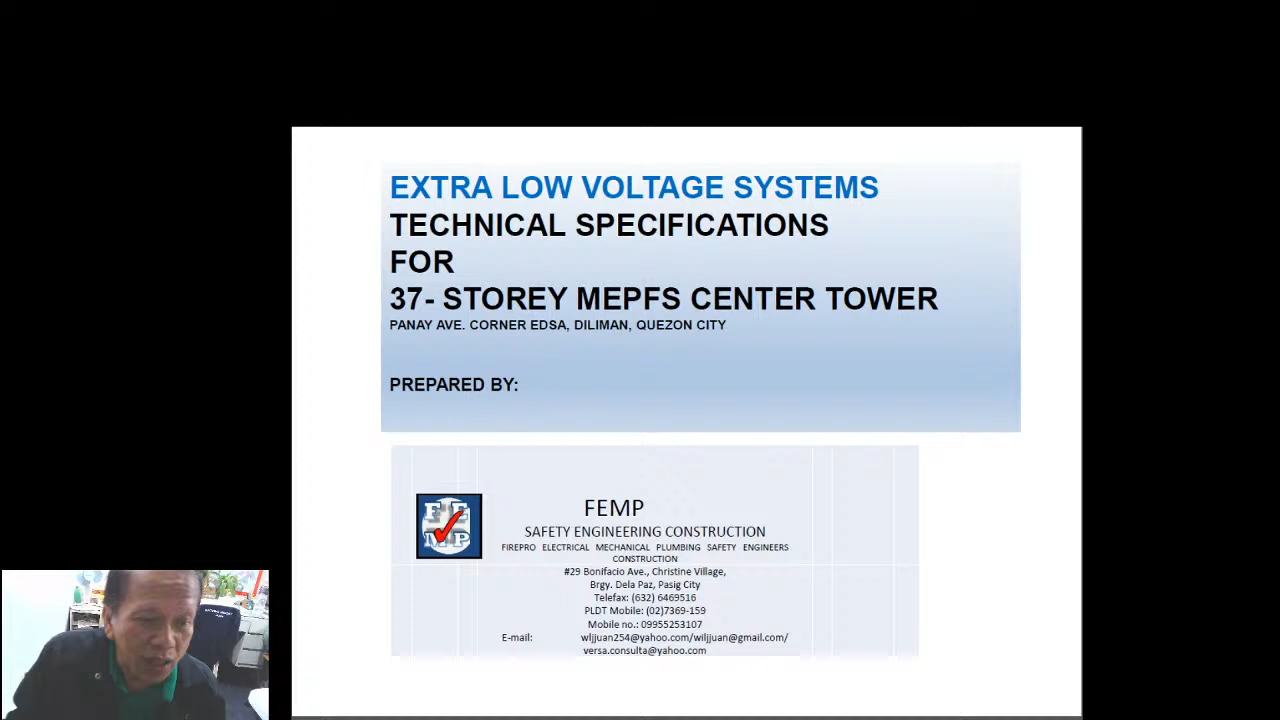 EXTRA LOW VOLTAGE SYSTEMS
TECHNICAL SPECIFICATIONS
FOR
37- STOREY MEPFS CENTER TOWER
PANAY AVE. CORNER EDSA, DILIMAN, QUEZON CITY
PREPARED BY:
F E
M P
FEMP
SAFETY ENGINEERING CONSTRUCTION
FIREPRO ELECTRICAL MECHANICAL PLUMBING SAFETY ENGINEERS
CONSTRUCTION
#29 Bonifacio Ave., Christine Village,
Brgy. Dela Paz, Pasig City
Telefax: (632) 6469516
PLDT Mobile: (02)7369-159
Mobile no.: 09955253107
E-mail: wljjuan254@yahoo.com/wiljjuan@gmail.com/
versa.consulta@yahoo.com